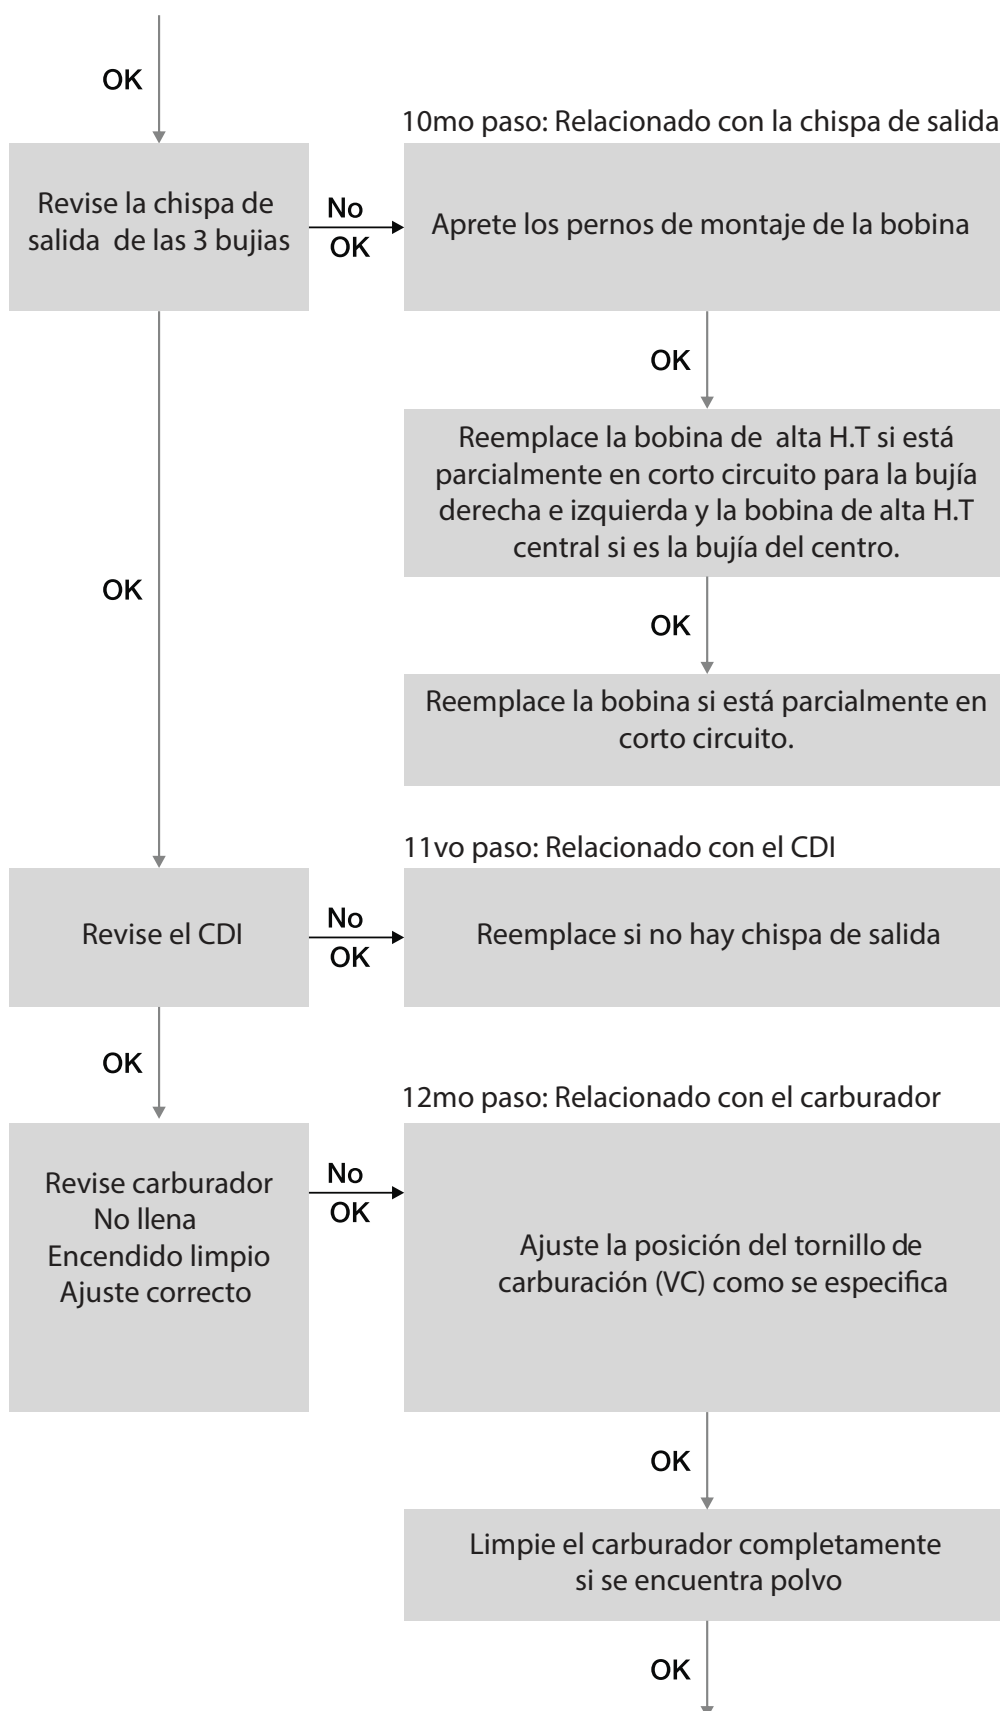 OK
10mo paso: Relacionado con la chispa de salida
Revise la chispa de
salida de las 3 bujias
No
OK
Aprete los pernos de montaje de la bobina
OK
Reemplace la bobina de alta H.T si está
parcialmente en corto circuito para la bujía
derecha e izquierda y la bobina de alta H.T
central si es la bujía del centro.
OK
OK
Reemplace la bobina si está parcialmente en
corto circuito.
11vo paso: Relacionado con el CDI
Revise el CDI
No
OK
Reemplace si no hay chispa de salida
OK
12mo paso: Relacionado con el carburador
Revise carburador
No llena
Encendido limpio
Ajuste correcto
No
OK
Ajuste la posición del tornillo de
carburación (VC) como se especifica
OK
Limpie el carburador completamente
si se encuentra polvo
OK